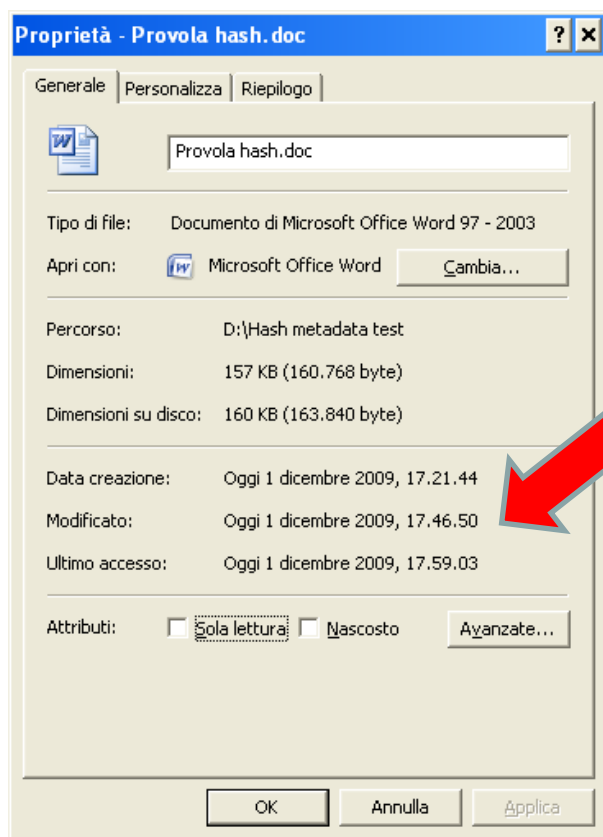 Proprietà - Provola hash.doc
Generale Personalizza Riepilogo
Provola hash.doc
Tipo di file: Documento di Microsoft Office Word 97 - 2003
Apri con: Microsoft Office Word Cambia...
Percorso: D:\Hash metadata test
Dimensioni: 157 KB (160.768 byte)
Dimensioni su disco: 160 KB (163.840 byte)
Data creazione: Oggi 1 dicembre 2009, 17.21.44
Modificato: Oggi 1 dicembre 2009, 17.46.50
Ultimo accesso: Oggi 1 dicembre 2009, 17.59.03
Attributi: Sola lettura Nascosto Avanzate...
OK Annulla Applica